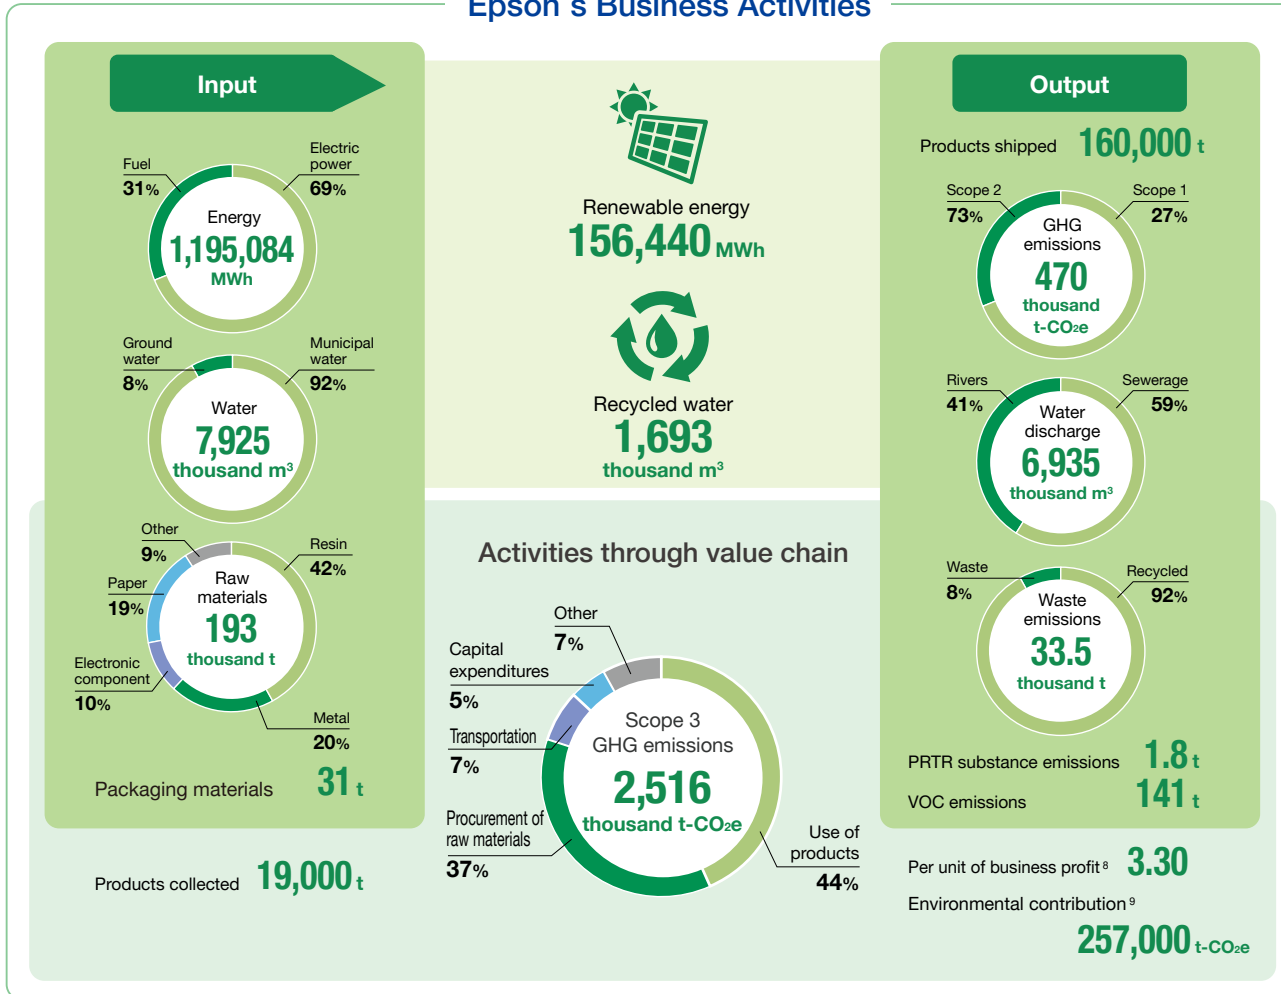 Epson's Business Activities
Input
Fuel
31%
Electric
power
69%
Energy
1,195,084
MWh
Ground
water
8%
Municipal
water
92%
Water
7,925
thousand m³
Other
9%
Resin
42%
Paper
19%
Raw
materials
193
thousand t
Electronic
component
10%
Metal
20%
Packaging materials 31 t
Products collected 19,000 t
Renewable energy
156,440 MWh
Recycled water
1,693
thousand m³
Activities through value chain
Other
7%
Capital
expenditures
5%
Transportation
7%
Procurement of
raw materials
37%
Scope 3
GHG emissions
2,516
thousand t-CO₂e
Use of
products
44%
Output
Products shipped 160,000 t
Scope 2
73%
Scope 1
27%
GHG
emissions
470
thousand
t-CO₂e
Rivers
41%
Sewerage
59%
Water
discharge
6,935
thousand m³
Waste
8%
Recycled
92%
Waste
emissions
33.5
thousand t
PRTR substance emissions 1.8 t
VOC emissions 141 t
Per unit of business profit⁸ 3.30
Environmental contribution⁹
257,000 t-CO₂e